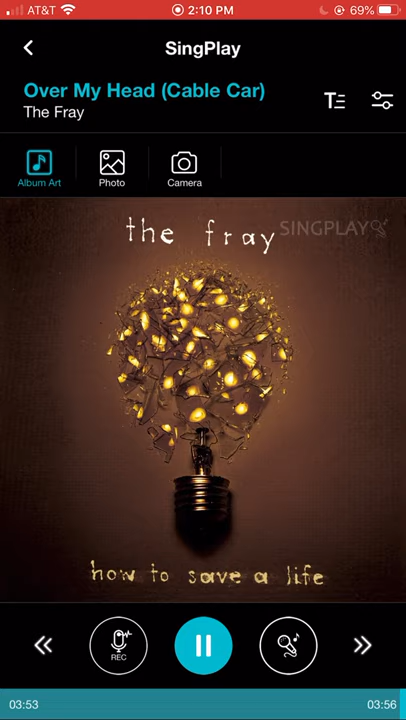 AT&T 2:10 PM 69%
SingPlay
Over My Head (Cable Car)
The Fray
Album Art Photo Camera
the fray SINGPLAY
how to save a life
REC
03:53 03:56